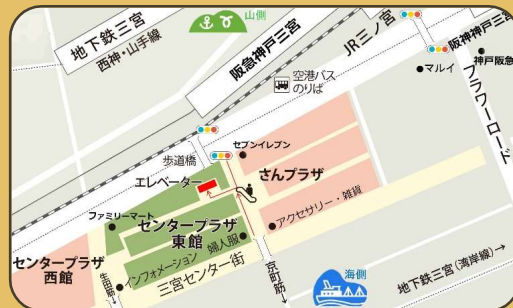 山側
地下鉄三宮
西神・山手線
阪急神戸三宮
JR三ノ宮
阪神神戸三宮
神戸阪急
マルイ
空港バス
のりば
フラワーロード
歩道橋
セブンイレブン
エレベーター
さんプラザ
ファミリーマート
センタープラザ
東館
アクセサリー・雑貨
婦人服
センタープラザ
西館
インフォメーション
三宮センター街
生田筋
京町筋
海側
地下鉄三宮(湾岸線)